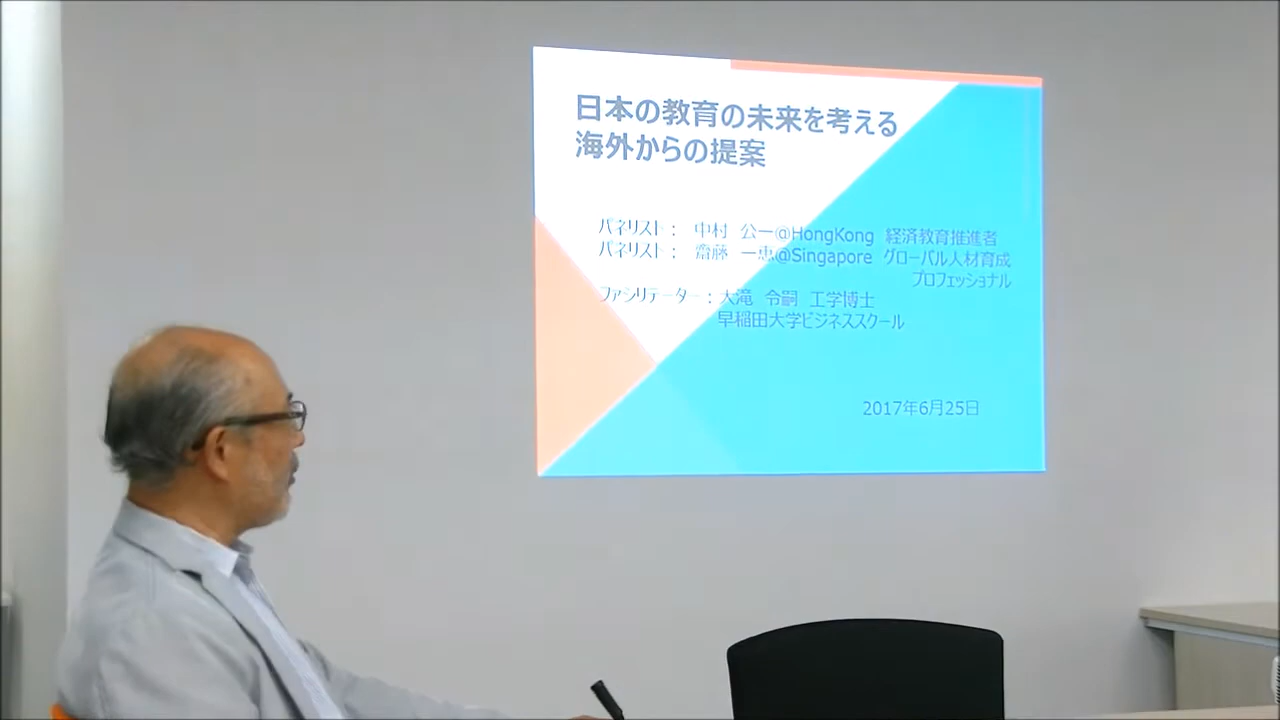 日本の教育の未来を考える
海外からの提案
パネリスト： 中村 公一@HongKong 経済教育推進者
パネリスト： 齋藤 一恵@Singapore グローバル人材育成
プロフェッショナル
ファシリテーター：大滝 令嗣 工学博士
早稲田大学ビジネススクール
2017年6月25日